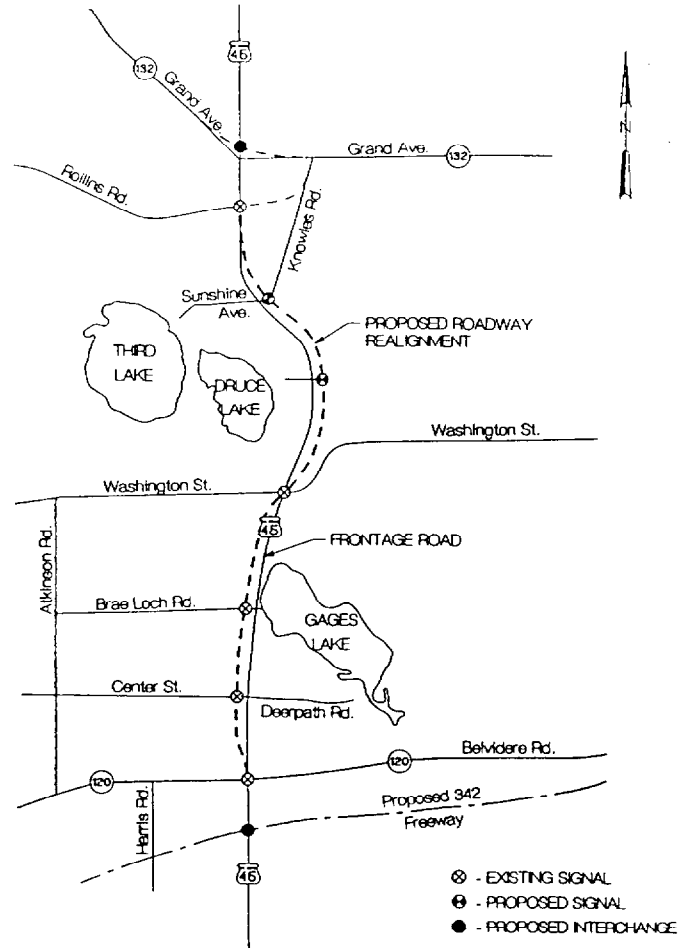 45
132
Grand Ave.
Grand Ave.
132
N
Rollins Rd.
Knowles Rd.
Sunshine
Ave.
PROPOSED ROADWAY
REALIGNMENT
THIRD
LAKE
DRUCE
LAKE
Washington St.
Washington St.
45
FRONTAGE ROAD
Atkinson Rd.
Brae Loch Rd.
GAGES
LAKE
Center St.
Deerpath Rd.
Belvidere Rd.
120
120
Proposed 342
Freeway
Harris Rd.
45
- EXISTING SIGNAL
- PROPOSED SIGNAL
- PROPOSED INTERCHANGE